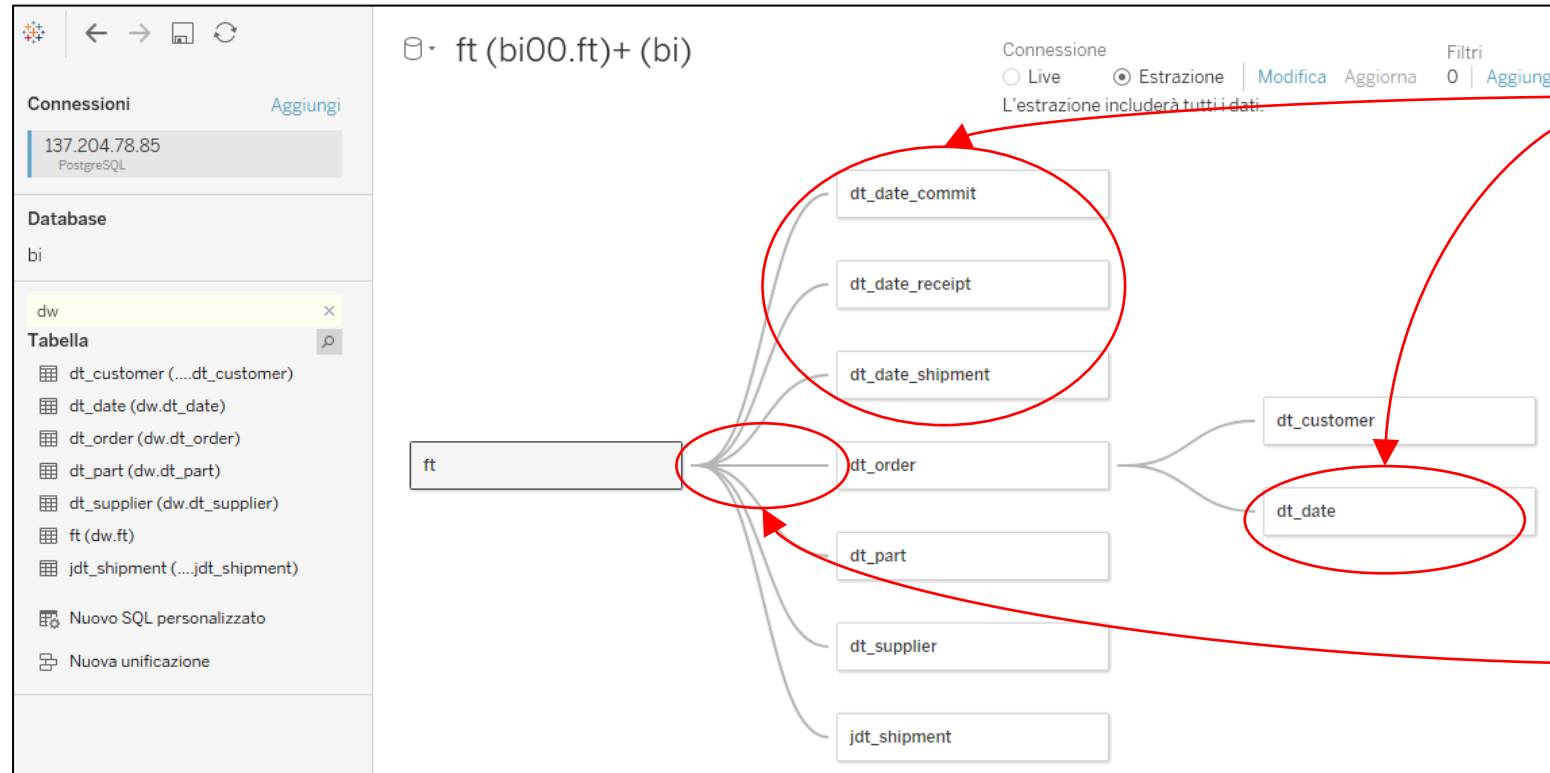 ft (bi00.ft)+ (bi)
Connessione
Live
Estrazione
Modifica
Aggiorna
L'estrazione includerà tutti i dati.
Filtri
0
Aggiung
Connessioni
Aggiungi
137.204.78.85
PostgreSQL
Database
bi
dw
Tabella
dt_customer (....dt_customer)
dt_date (dw.dt_date)
dt_order (dw.dt_order)
dt_part (dw.dt_part)
dt_supplier (dw.dt_supplier)
ft (dw.ft)
jdt_shipment (....jdt_shipment)
Nuovo SQL personalizzato
Nuova unificazione
ft
dt_date_commit
dt_date_receipt
dt_date_shipment
dt_order
dt_part
dt_supplier
jdt_shipment
dt_customer
dt_date